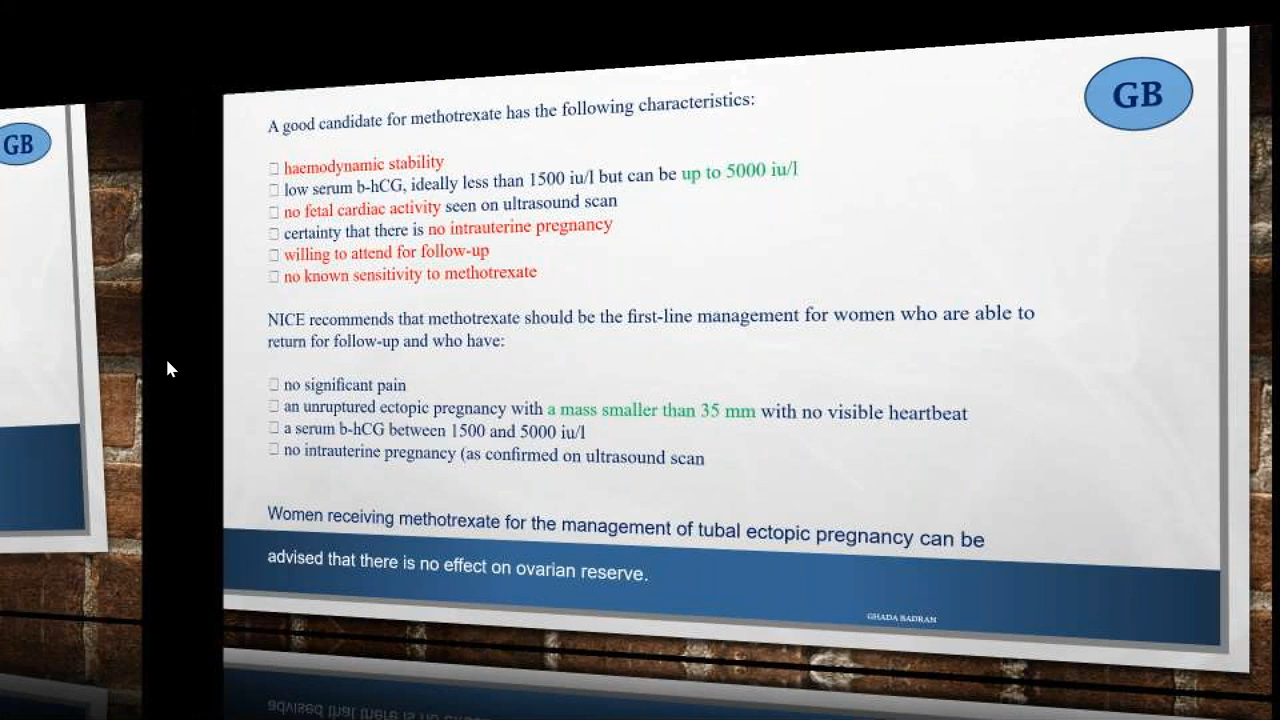 GB
GB
A good candidate for methotrexate has the following characteristics:
haemodynamic stability
low serum b-hCG, ideally less than 1500 iu/l but can be up to 5000 iu/l
no fetal cardiac activity seen on ultrasound scan
certainty that there is no intrauterine pregnancy
willing to attend for follow-up
no known sensitivity to methotrexate
NICE recommends that methotrexate should be the first-line management for women who are able to
return for follow-up and who have:
no significant pain
an unruptured ectopic pregnancy with a mass smaller than 35 mm with no visible heartbeat
a serum b-hCG between 1500 and 5000 iu/l
no intrauterine pregnancy (as confirmed on ultrasound scan
Women receiving methotrexate for the management of tubal ectopic pregnancy can be
advised that there is no effect on ovarian reserve.
GHADA BADRAN